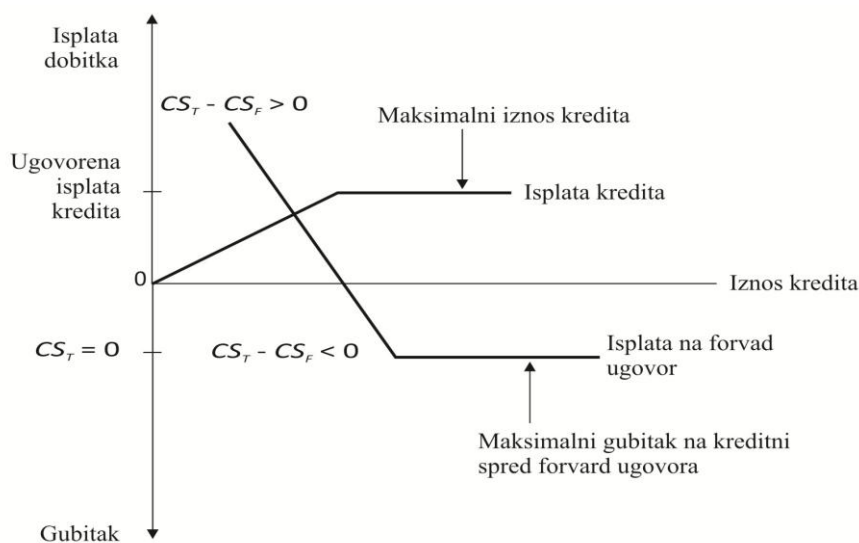 Isplata
dobitka
CS_T - CS_F > 0
Maksimalni iznos kredita
Ugovorena
isplata
kredita
Isplata kredita
0
Iznos kredita
CS_T = 0
CS_T - CS_F < 0
Isplata na forvad
ugovor
Maksimalni gubitak na kreditni
spred forvard ugovora
Gubitak